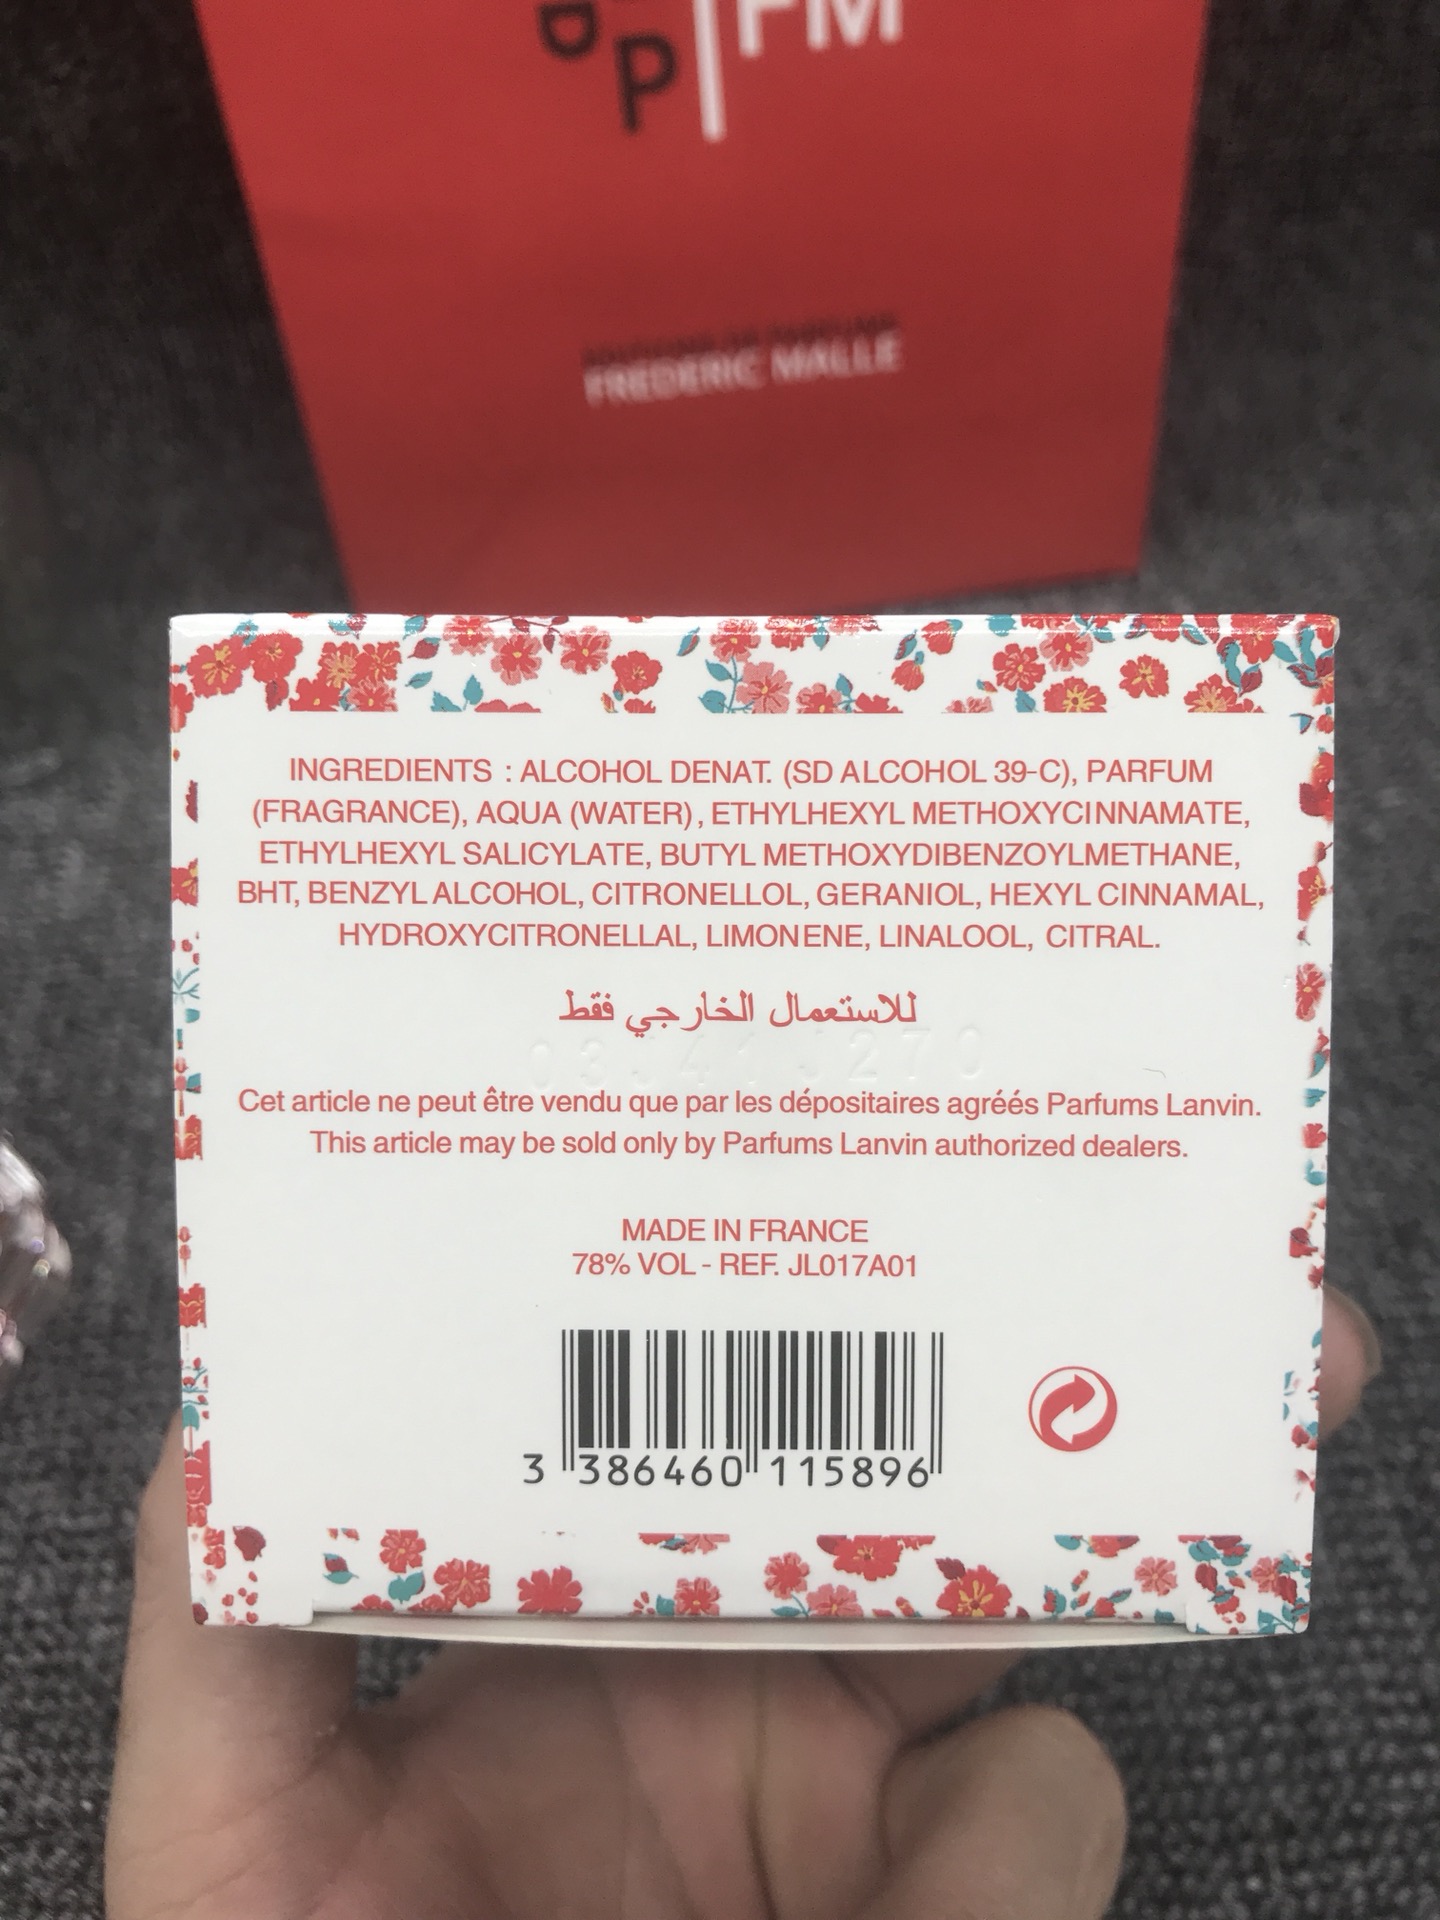 P FM
FREDERIC MALLE
INGREDIENTS : ALCOHOL DENAT. (SD ALCOHOL 39-C), PARFUM
(FRAGRANCE), AQUA (WATER), ETHYLHEXYL METHOXYCINNAMATE,
ETHYLHEXYL SALICYLATE, BUTYL METHOXYDIBENZOYLMETHANE,
BHT, BENZYL ALCOHOL, CITRONELLOL, GERANIOL, HEXYL CINNAMAL,
HYDROXYCITRONELLAL, LIMONENE, LINALOOL, CITRAL.
للاستعمال الخارجي فقط
Cet article ne peut être vendu que par les dépositaires agréés Parfums Lanvin.
This article may be sold only by Parfums Lanvin authorized dealers.
MADE IN FRANCE
78% VOL - REF. JL017A01
3 386460 115896